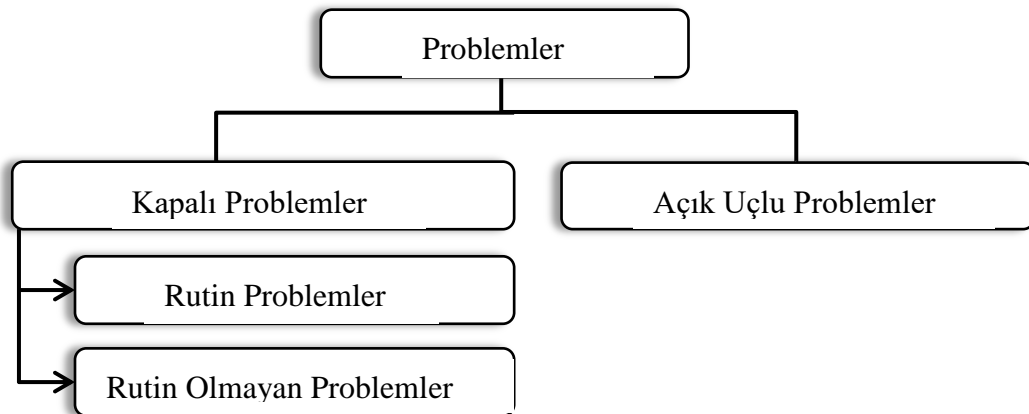 Problemler
Kapalı Problemler
Açık Uçlu Problemler
Rutin Problemler
Rutin Olmayan Problemler